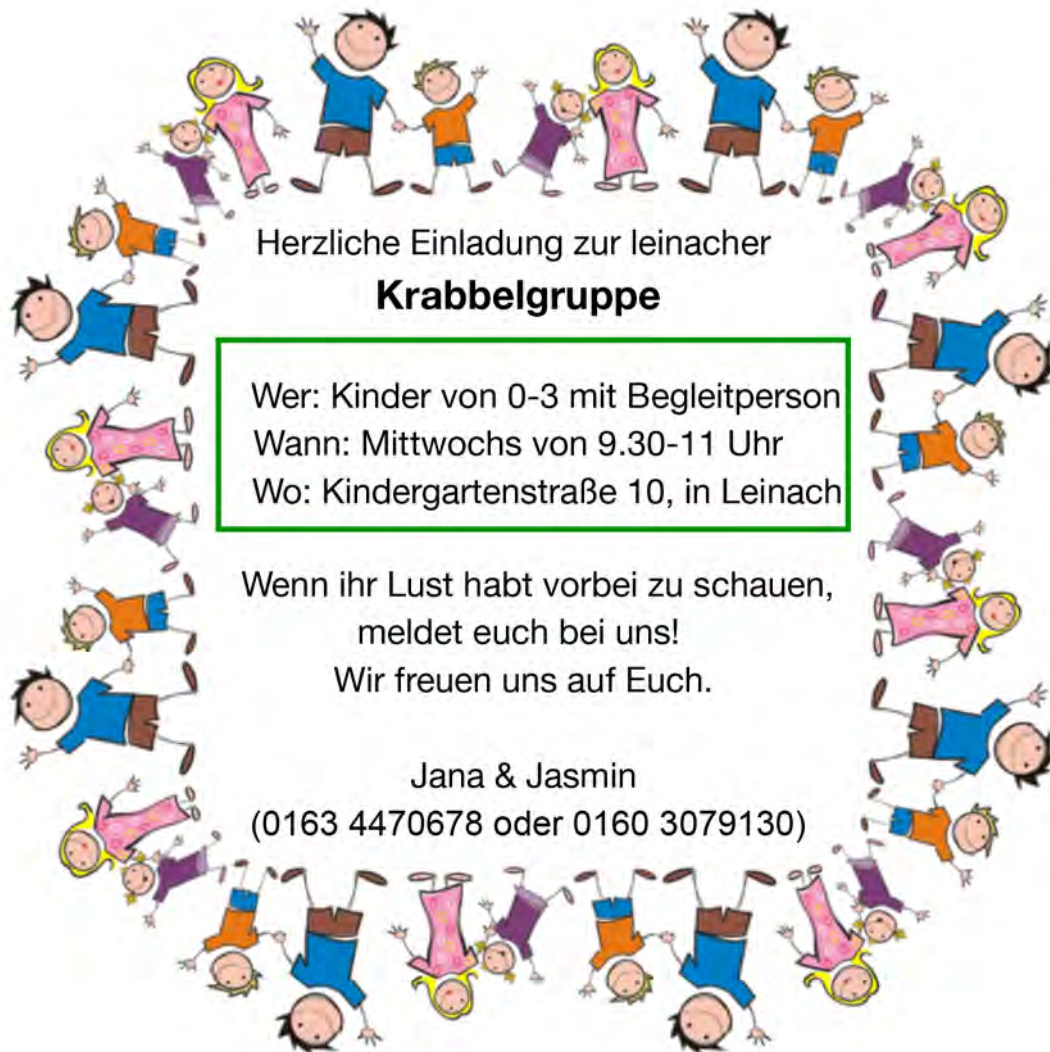 Herzliche Einladung zur leinacher
Krabbelgruppe
Wer: Kinder von 0-3 mit Begleitperson
Wann: Mittwochs von 9.30-11 Uhr
Wo: Kindergartenstraße 10, in Leinach
Wenn ihr Lust habt vorbei zu schauen,
meldet euch bei uns!
Wir freuen uns auf Euch.
Jana & Jasmin
(0163 4470678 oder 0160 3079130)